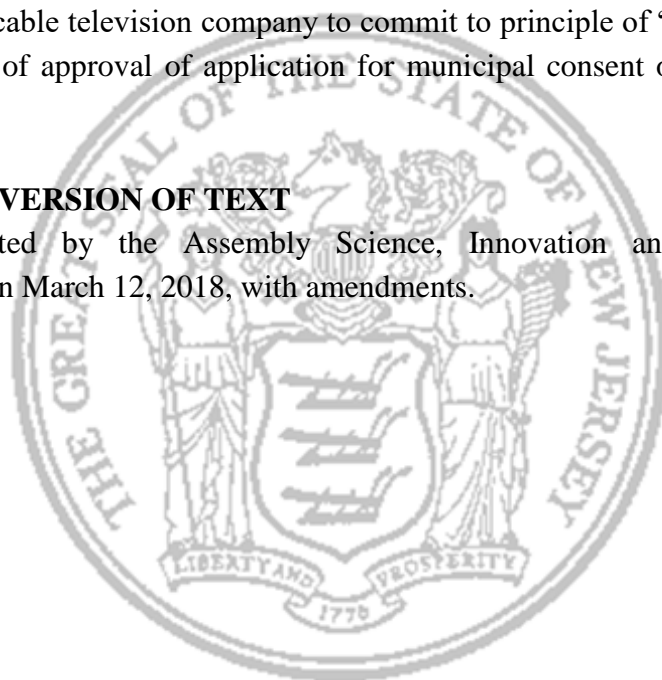 cable television company to commit to principle of “
of approval of application for municipal consent o
VERSION OF TEXT
ted by the Assembly Science, Innovation an
n March 12, 2018, with amendments.
THE GREAT SEAL OF THE STATE OF NEW JERSEY
LIBERTY AND PROSPERITY
1776